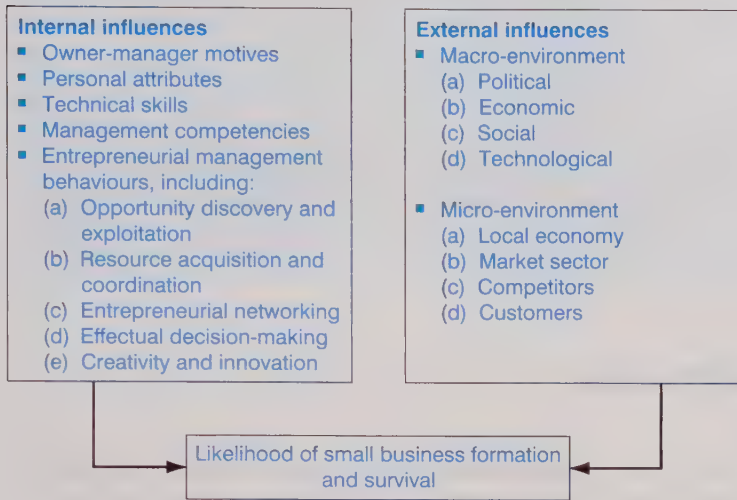 Internal influences
▪ Owner-manager motives
▪ Personal attributes
▪ Technical skills
▪ Management competencies
▪ Entrepreneurial management
behaviours, including:
(a) Opportunity discovery and
exploitation
(b) Resource acquisition and
coordination
(c) Entrepreneurial networking
(d) Effectual decision-making
(e) Creativity and innovation
External influences
▪ Macro-environment
(a) Political
(b) Economic
(c) Social
(d) Technological
▪ Micro-environment
(a) Local economy
(b) Market sector
(c) Competitors
(d) Customers
Likelihood of small business formation
and survival